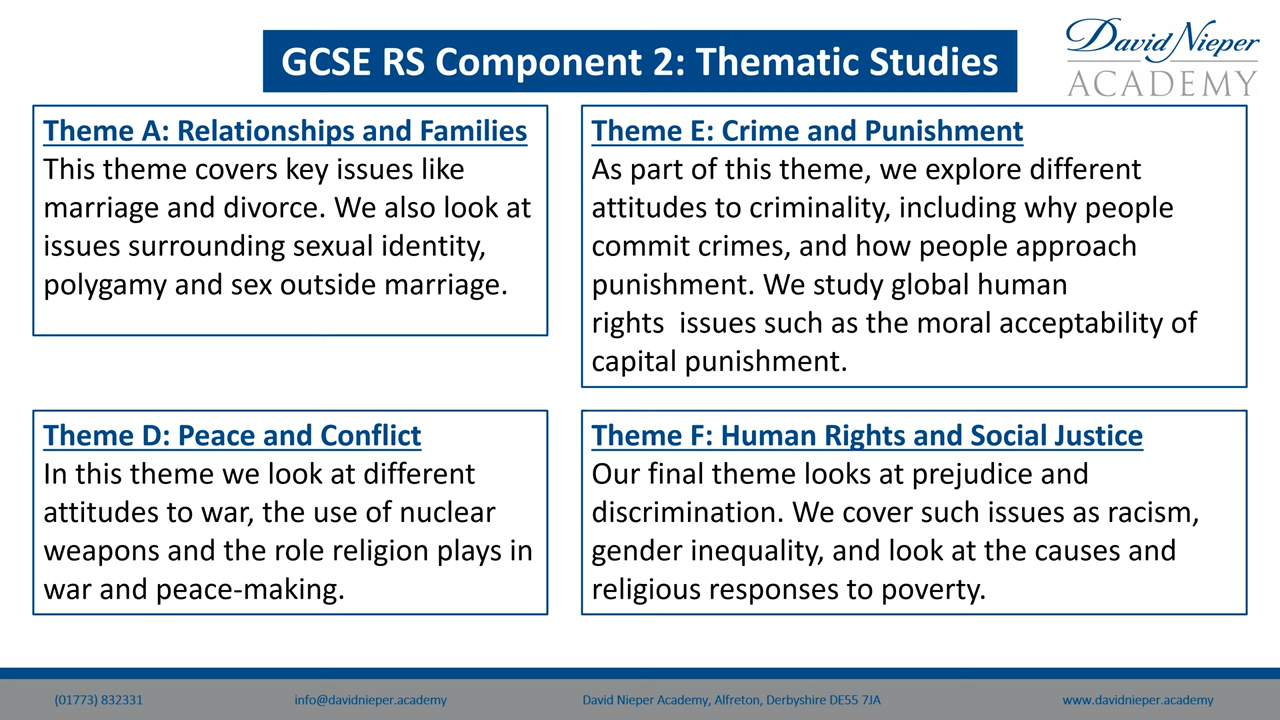 GCSE RS Component 2: Thematic Studies
David Nieper
ACADEMY
Theme A: Relationships and Families
This theme covers key issues like
marriage and divorce. We also look at
issues surrounding sexual identity,
polygamy and sex outside marriage.
Theme E: Crime and Punishment
As part of this theme, we explore different
attitudes to criminality, including why people
commit crimes, and how people approach
punishment. We study global human
rights  issues such as the moral acceptability of
capital punishment.
Theme D: Peace and Conflict
In this theme we look at different
attitudes to war, the use of nuclear
weapons and the role religion plays in
war and peace-making.
Theme F: Human Rights and Social Justice
Our final theme looks at prejudice and
discrimination. We cover such issues as racism,
gender inequality, and look at the causes and
religious responses to poverty.
(01773) 832331
info@davidnieper.academy
David Nieper Academy, Alfreton, Derbyshire DE55 7JA
www.davidnieper.academy